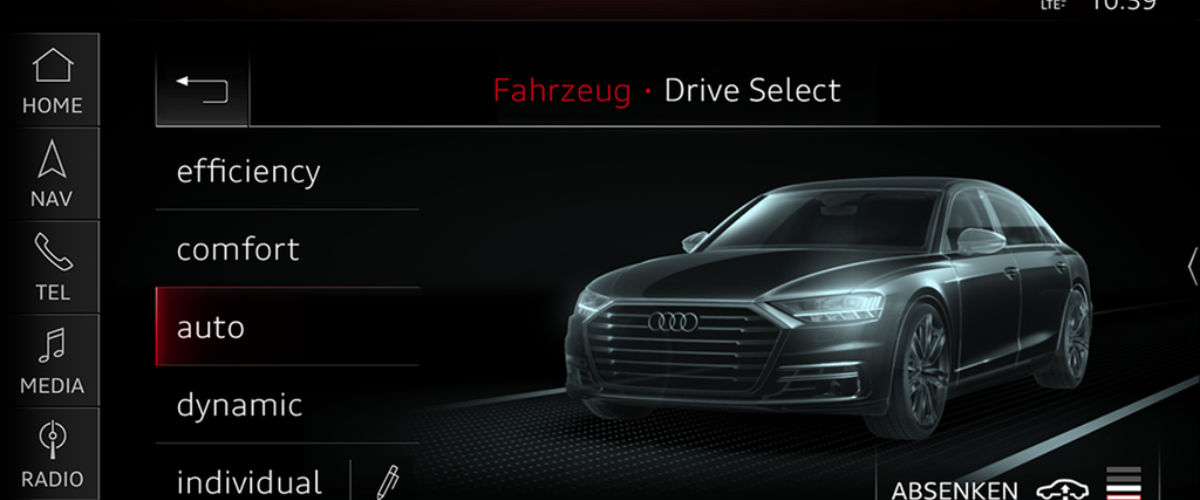 LTE 10:39
HOME
NAV
TEL
MEDIA
RADIO
Fahrzeug · Drive Select
efficiency
comfort
auto
dynamic
individual
ABSENKEN